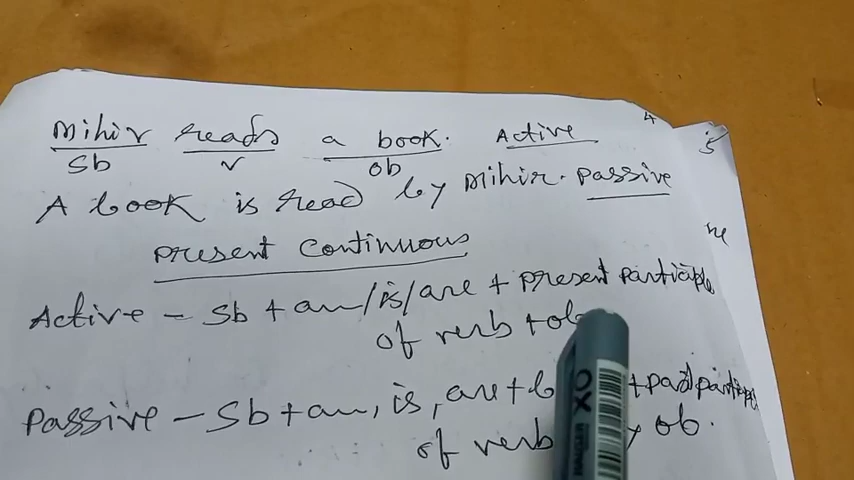 Mihir reads a book. Active
Sb v ob
A book is read by Mihir. passive
present continuous
Active - Sb + am/is/are + present participle
of verb + ob
Passive - Sb + am, is, are + + past participle
of verb ob.